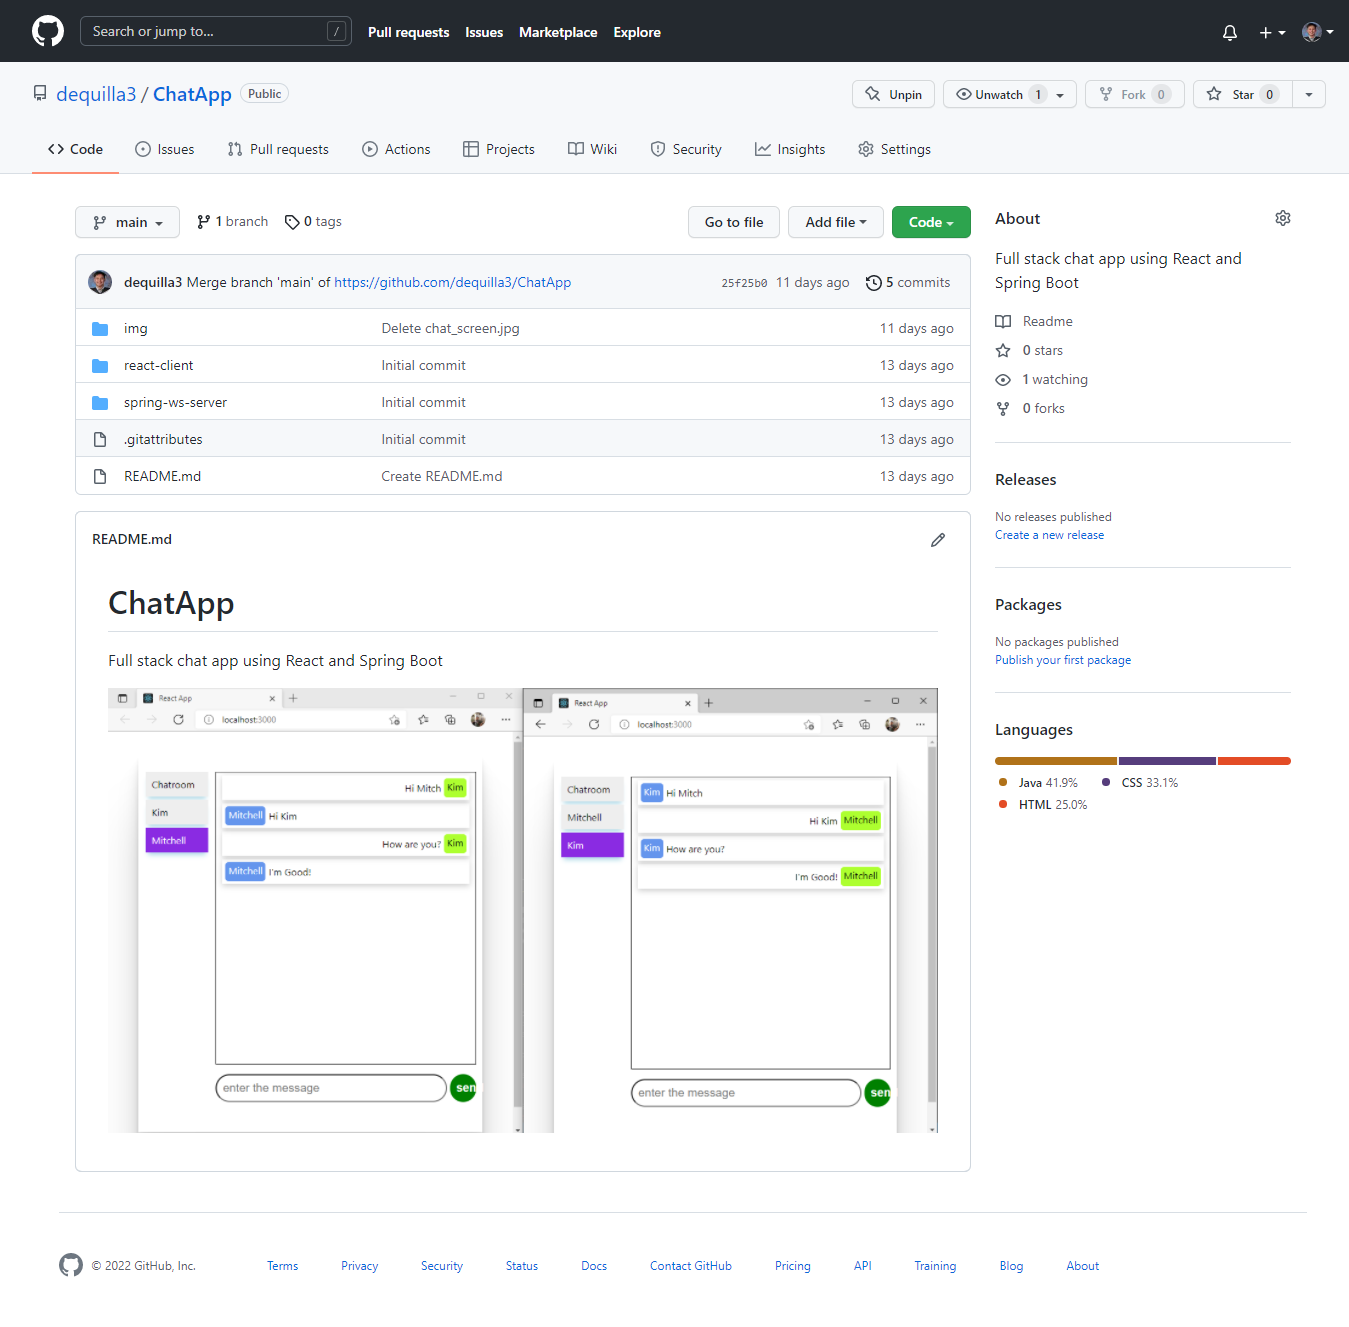 Search or jump to... /
Pull requests Issues Marketplace Explore
dequilla3 / ChatApp Public
Unpin Unwatch 1 Fork 0 Star 0
Code Issues Pull requests Actions Projects Wiki Security Insights Settings
main 1 branch 0 tags Go to file Add file Code
dequilla3 Merge branch 'main' of https://github.com/dequilla3/ChatApp 25f25b0 11 days ago 5 commits
img Delete chat_screen.jpg 11 days ago
react-client Initial commit 13 days ago
spring-ws-server Initial commit 13 days ago
.gitattributes Initial commit 13 days ago
README.md Create README.md 13 days ago
README.md
ChatApp
Full stack chat app using React and Spring Boot
React App
localhost:3000
Chatroom
Kim
Mitchell
Hi Mitch Kim
Mitchell Hi Kim
How are you? Kim
Mitchell I'm Good!
enter the message sen
React App
localhost:3000
Chatroom
Mitchell
Kim
Kim Hi Mitch
Hi Kim Mitchell
Kim How are you?
I'm Good! Mitchell
enter the message sen
About
Full stack chat app using React and
Spring Boot
Readme
0 stars
1 watching
0 forks
Releases
No releases published
Create a new release
Packages
No packages published
Publish your first package
Languages
Java 41.9% CSS 33.1%
HTML 25.0%
© 2022 GitHub, Inc. Terms Privacy Security Status Docs Contact GitHub Pricing API Training Blog About